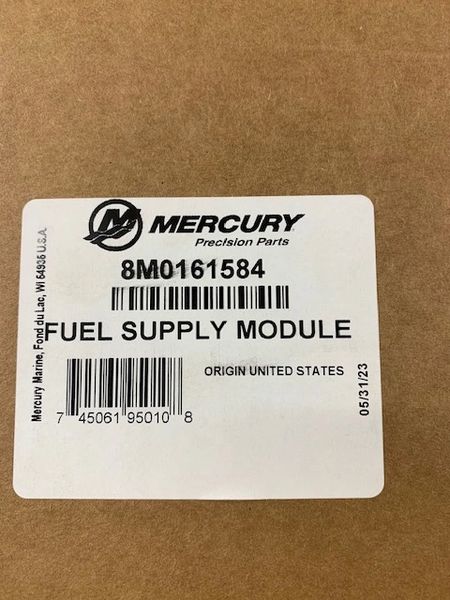 MERCURY
Precision Parts
8M0161584
FUEL SUPPLY MODULE
ORIGIN UNITED STATES
7 45061 95010 8
05/31/23
Mercury Marine, Fond du Lac, WI 54935 U.S.A.